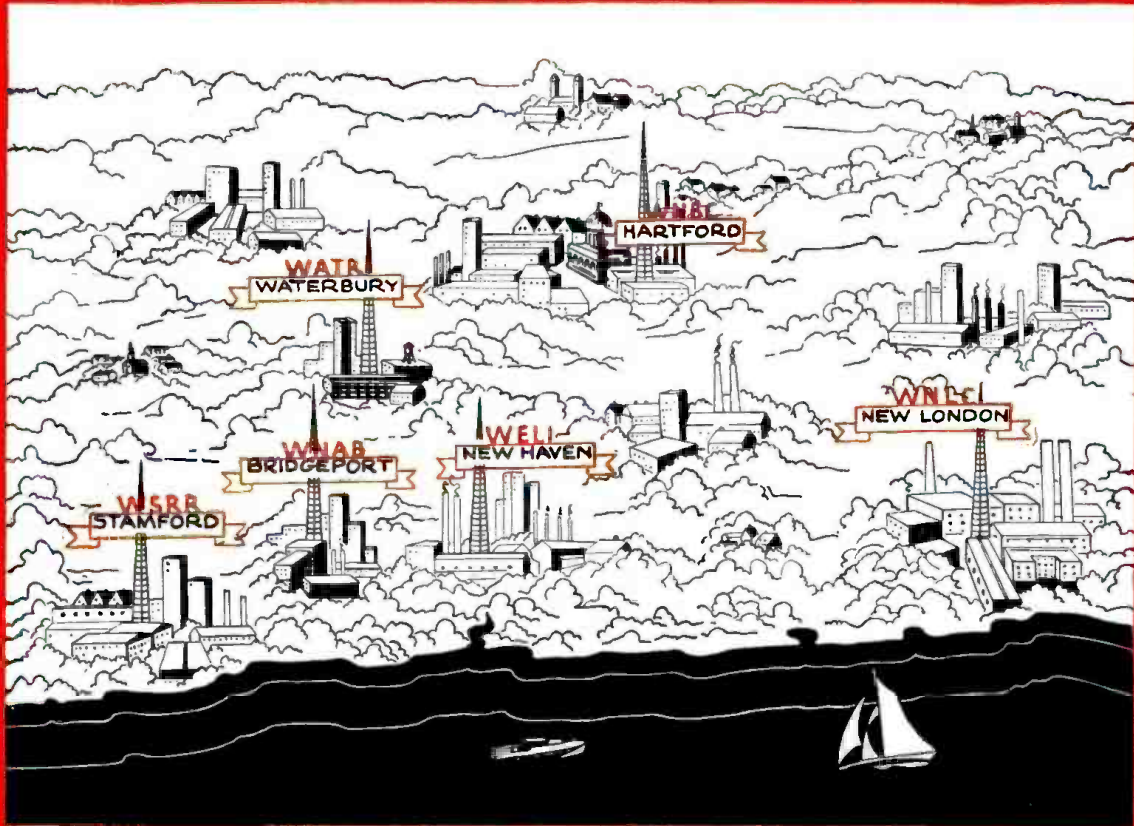 HARTFORD
WATR
WATERBURY
WNLC
NEW LONDON
WELI
NEW HAVEN
WNAB
BRIDGEPORT
WSRR
STAMFORD